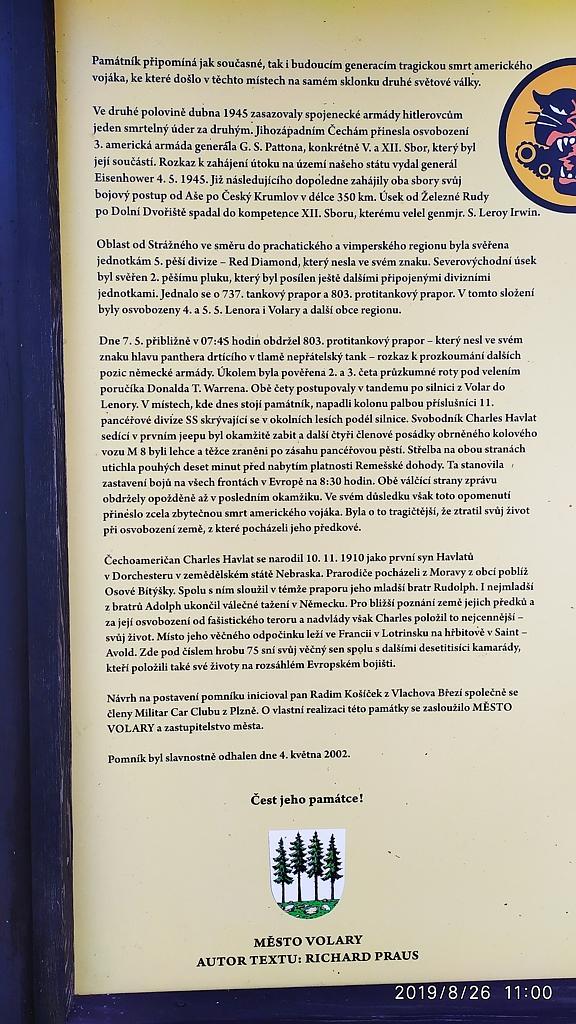 Památník připomíná jak současné, tak i budoucím generacím tragickou smrt amerického
vojáka, ke které došlo v těchto místech na samém sklonku druhé světové války.
Ve druhé polovině dubna 1945 zasazovaly spojenecké armády hitlerovcům
jeden smrtelný úder za druhým. Jihozápadním Čechám přinesla osvobození
3. americká armáda generála G. S. Pattona, konkrétně V. a XII. Sbor, který byl
její součástí. Rozkaz k zahájení útoku na území našeho státu vydal generál
Eisenhower 4. 5. 1945. Již následujícího dopoledne zahájily oba sbory svůj
bojový postup od Aše po Český Krumlov v délce 350 km. Úsek od Železné Rudy
po Dolní Dvořiště spadal do kompetence XII. Sboru, kterému velel genmjr. S. Leroy Irwin.
Oblast od Strážného ve směru do prachatického a vimperského regionu byla svěřena
jednotkám 5. pěší divize – Red Diamond, který nesla ve svém znaku. Severovýchodní úsek
byl svěřen 2. pěšímu pluku, který byl posílen ještě dalšími připojenými divizními
jednotkami. Jednalo se o 737. tankový prapor a 803. protitankový prapor. V tomto složení
byly osvobozeny 4. a 5. 5. Lenora i Volary a další obce regionu.
Dne 7. 5. přibližně v 07:45 hodin obdržel 803. protitankový prapor – který nesl ve svém
znaku hlavu panthera drtícího v tlamě nepřátelský tank – rozkaz k prozkoumání dalších
pozic německé armády. Úkolem byla pověřena 2. a 3. četa průzkumné roty pod velením
poručíka Donalda T. Warrena. Obě čety postupovaly v tandemu po silnici z Volar do
Lenory. V místech, kde dnes stojí památník, napadli kolonu palbou příslušníci 11.
pancéřové divize SS skrývající se v okolních lesích podél silnice. Svobodník Charles Havlat
sedící v prvním jeepu byl okamžitě zabit a další čtyři členové posádky obrněného kolového
vozu M 8 byli lehce a těžce zraněni po zásahu pancéřovou pěstí. Střelba na obou stranách
utichla pouhých deset minut před nabytím platnosti Remešské dohody. Ta stanovila
zastavení bojů na všech frontách v Evropě na 8:30 hodin. Obě válčící strany zprávu
obdržely opožděně až v posledním okamžiku. Ve svém důsledku však toto opomenutí
přineslo zcela zbytečnou smrt amerického vojáka. Byla o to tragičtější, že ztratil svůj život
při osvobození země, z které pocházeli jeho předkové.
Čechoameričan Charles Havlat se narodil 10. 11. 1910 jako první syn Havlatů
v Dorchesteru v zemědělském státě Nebraska. Prarodiče pocházeli z Moravy z obcí poblíž
Osové Bítýšky. Spolu s ním sloužil v témže praporu jeho mladší bratr Rudolph. I nejmladší
z bratrů Adolph ukončil válečné tažení v Německu. Pro bližší poznání země jejich předků a
za její osvobození od fašistického teroru a nadvlády však Charles položil to nejcennější –
svůj život. Místo jeho věčného odpočinku leží ve Francii v Lotrinsku na hřbitově v Saint –
Avold. Zde pod číslem hrobu 75 sní svůj věčný sen spolu s dalšími desetitisíci kamarády,
kteří položili také své životy na rozsáhlém Evropském bojišti.
Návrh na postavení pomníku inicioval pan Radim Košíček z Vlachova Březí společně se
členy Militar Car Clubu z Plzně. O vlastní realizaci této památky se zasloužilo MĚSTO
VOLARY a zastupitelstvo města.
Pomník byl slavnostně odhalen dne 4. května 2002.
Čest jeho památce!
MĚSTO VOLARY
AUTOR TEXTU: RICHARD PRAUS
2019/8/26 11:00